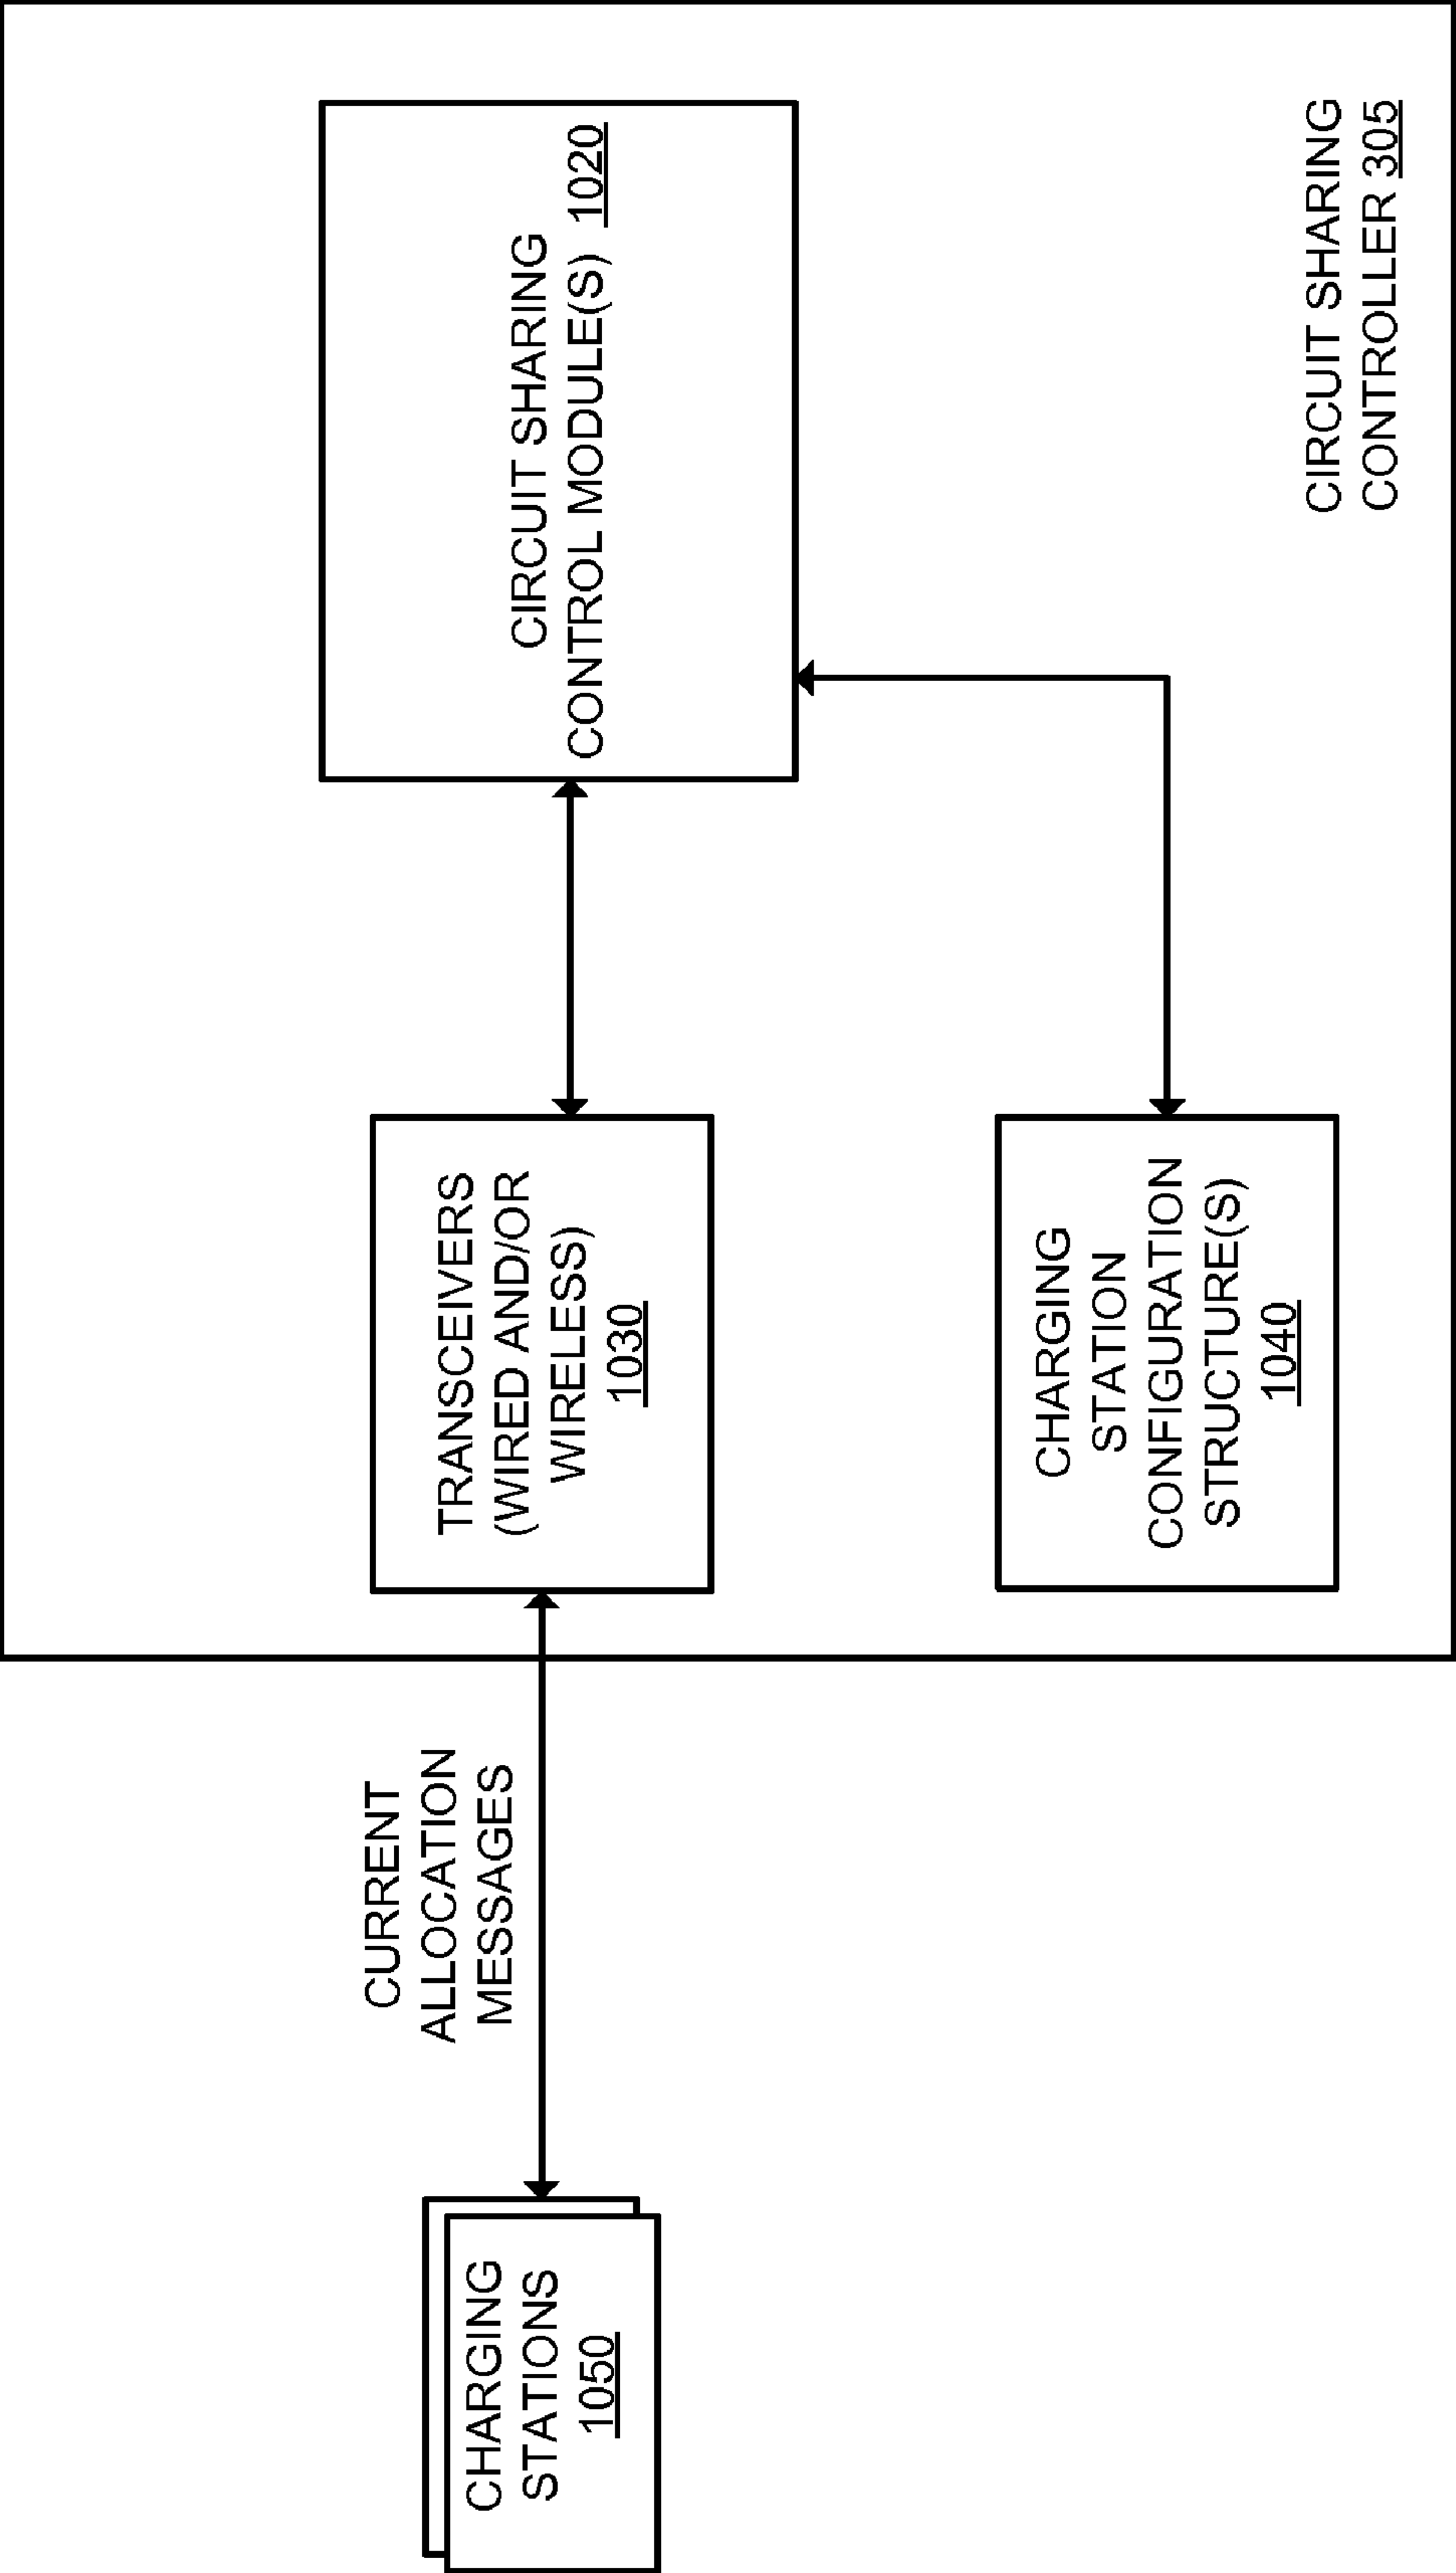 CHARGING
STATIONS
1050
CURRENT
ALLOCATION
MESSAGES
TRANSCEIVERS
(WIRED AND/OR
WIRELESS)
1030
CIRCUIT SHARING
CONTROL MODULE(S) 1020
CHARGING
STATION
CONFIGURATION
STRUCTURE(S)
1040
CIRCUIT SHARING
CONTROLLER 305